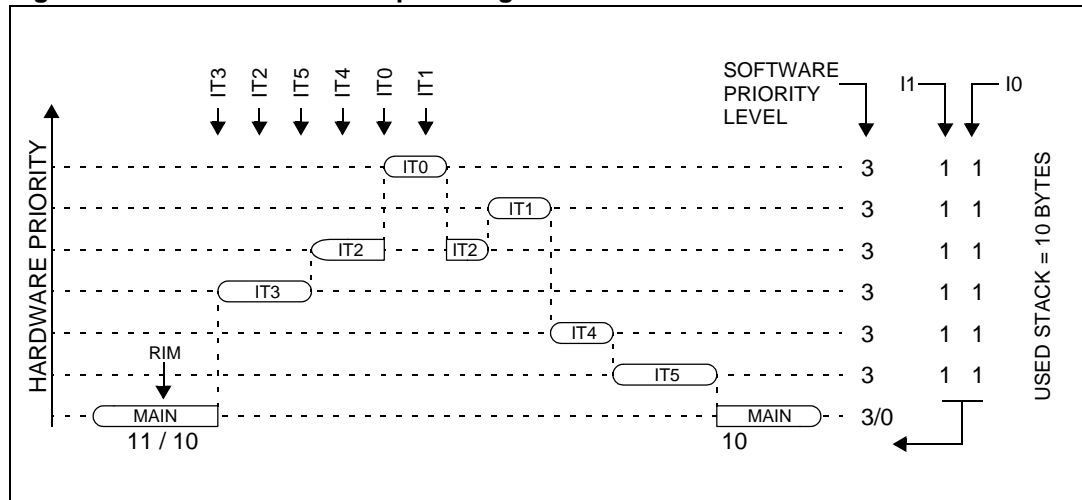 IT3
IT2
IT5
IT4
IT0
IT1
SOFTWARE
PRIORITY
LEVEL
I1
I0
HARDWARE PRIORITY
IT0
3
1 1
IT1
3
1 1
IT2
IT2
3
1 1
IT3
3
1 1
IT4
3
1 1
RIM
IT5
3
1 1
MAIN
MAIN
3/0
11 / 10
10
USED STACK = 10 BYTES